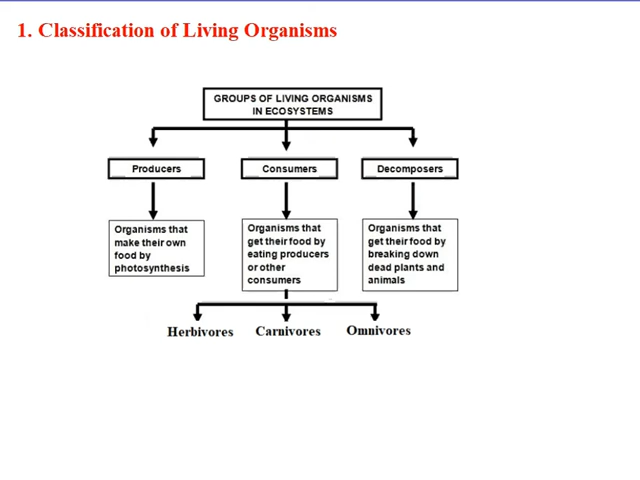 1. Classification of Living Organisms
GROUPS OF LIVING ORGANISMS
IN ECOSYSTEMS
Producers
Consumers
Decomposers
Organisms that
make their own
food by
photosynthesis
Organisms that
get their food by
eating producers
or other
consumers
Organisms that
get their food by
breaking down
dead plants and
animals
Herbivores
Carnivores
Omnivores